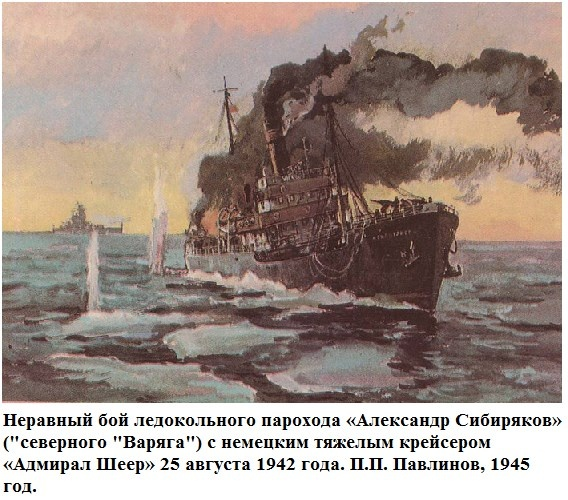 Неравный бой ледокольного парохода «Александр Сибиряков»
("северного "Варяга") с немецким тяжелым крейсером
«Адмирал Шеер» 25 августа 1942 года. П.П. Павлинов, 1945
год.